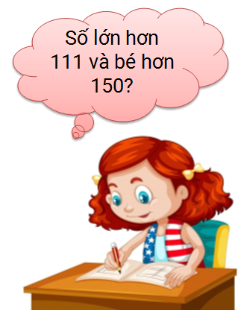 Số lớn hơn
111 và bé hơn
150?